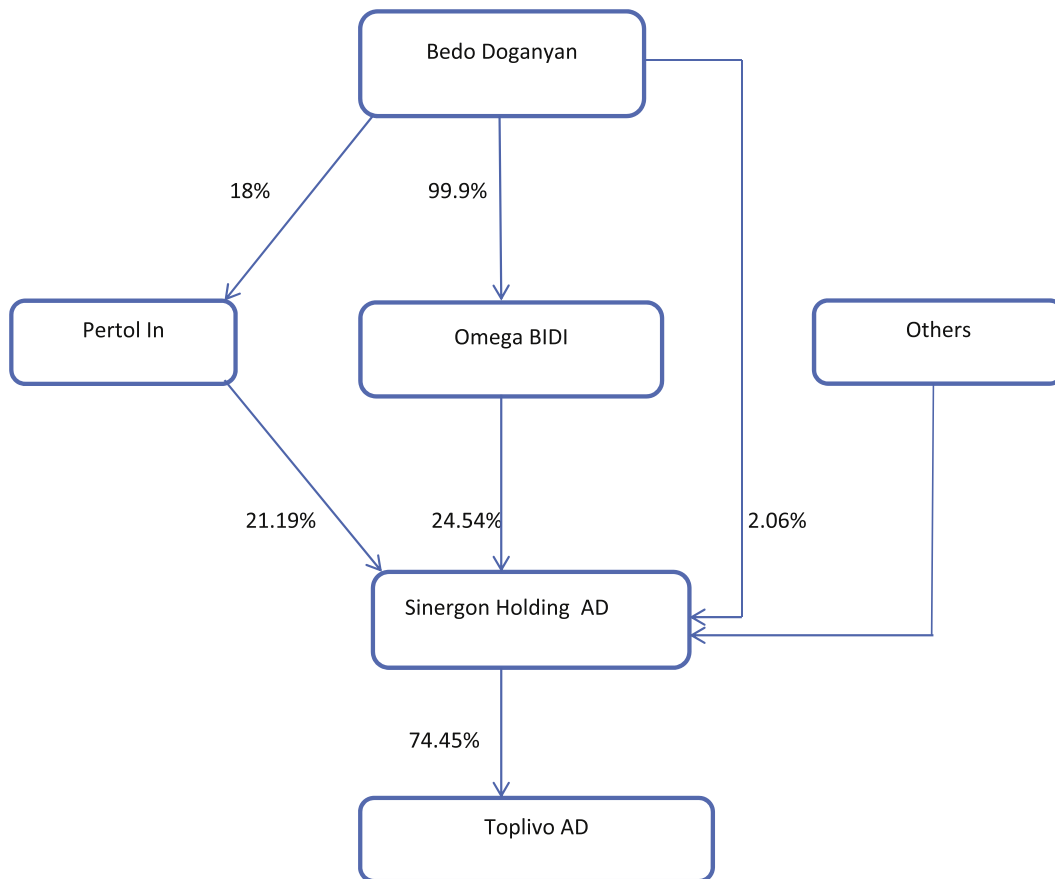 Bedo Doganyan
18%
99.9%
Pertol In
Omega BIDI
Others
21.19%
24.54%
2.06%
Sinergon Holding  AD
74.45%
Toplivo AD